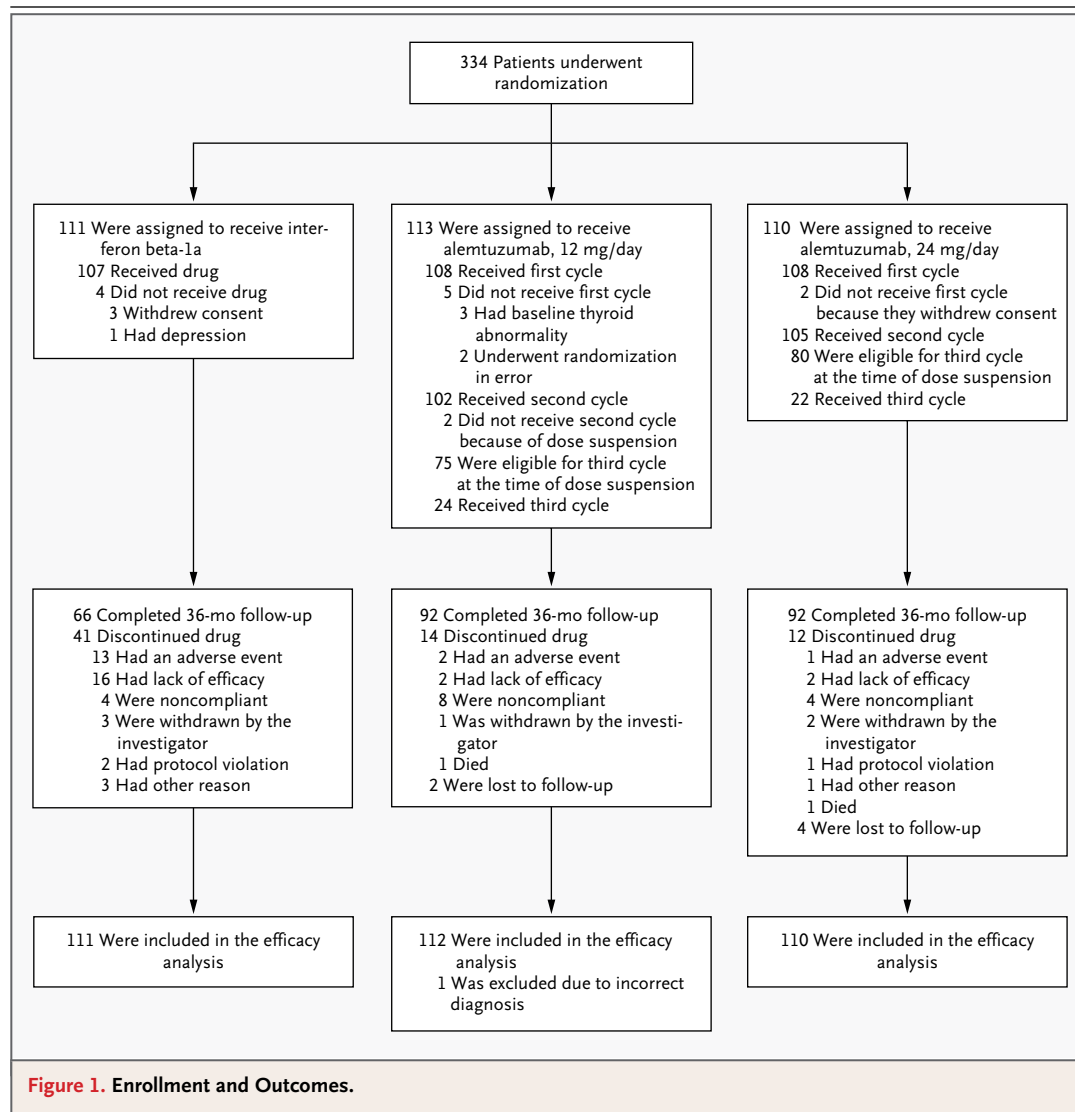 334 Patients underwent
randomization
111 Were assigned to receive inter-
feron beta-1a
107 Received drug
4 Did not receive drug
3 Withdrew consent
1 Had depression
113 Were assigned to receive
alemtuzumab, 12 mg/day
108 Received first cycle
5 Did not receive first cycle
3 Had baseline thyroid
abnormality
2 Underwent randomization
in error
102 Received second cycle
2 Did not receive second cycle
because of dose suspension
75 Were eligible for third cycle
at the time of dose suspension
24 Received third cycle
110 Were assigned to receive
alemtuzumab, 24 mg/day
108 Received first cycle
2 Did not receive first cycle
because they withdrew consent
105 Received second cycle
80 Were eligible for third cycle
at the time of dose suspension
22 Received third cycle
66 Completed 36-mo follow-up
41 Discontinued drug
13 Had an adverse event
16 Had lack of efficacy
4 Were noncompliant
3 Were withdrawn by the
investigator
2 Had protocol violation
3 Had other reason
92 Completed 36-mo follow-up
14 Discontinued drug
2 Had an adverse event
2 Had lack of efficacy
8 Were noncompliant
1 Was withdrawn by the investi-
gator
1 Died
2 Were lost to follow-up
92 Completed 36-mo follow-up
12 Discontinued drug
1 Had an adverse event
2 Had lack of efficacy
4 Were noncompliant
2 Were withdrawn by the
investigator
1 Had protocol violation
1 Had other reason
1 Died
4 Were lost to follow-up
111 Were included in the efficacy
analysis
112 Were included in the efficacy
analysis
1 Was excluded due to incorrect
diagnosis
110 Were included in the efficacy
analysis
Figure 1. Enrollment and Outcomes.